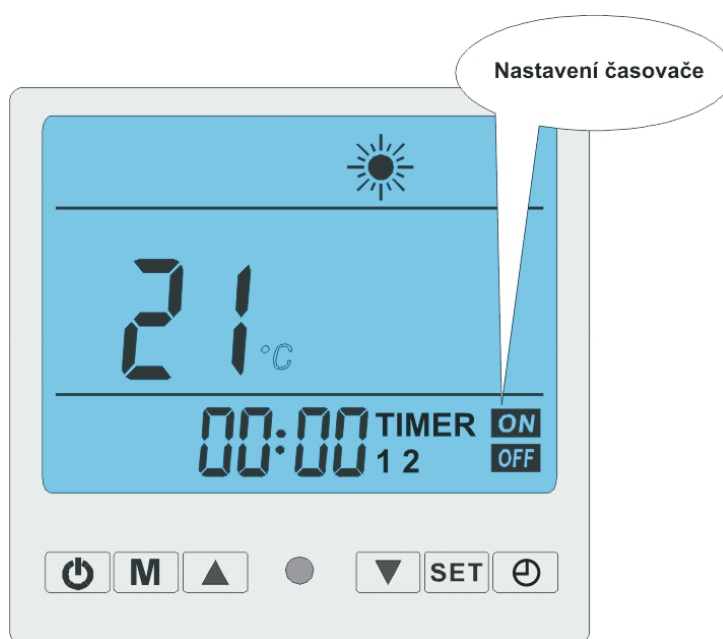 Nastavení časovače
21 °C
00:00 TIMER ON
1 2 OFF
M SET